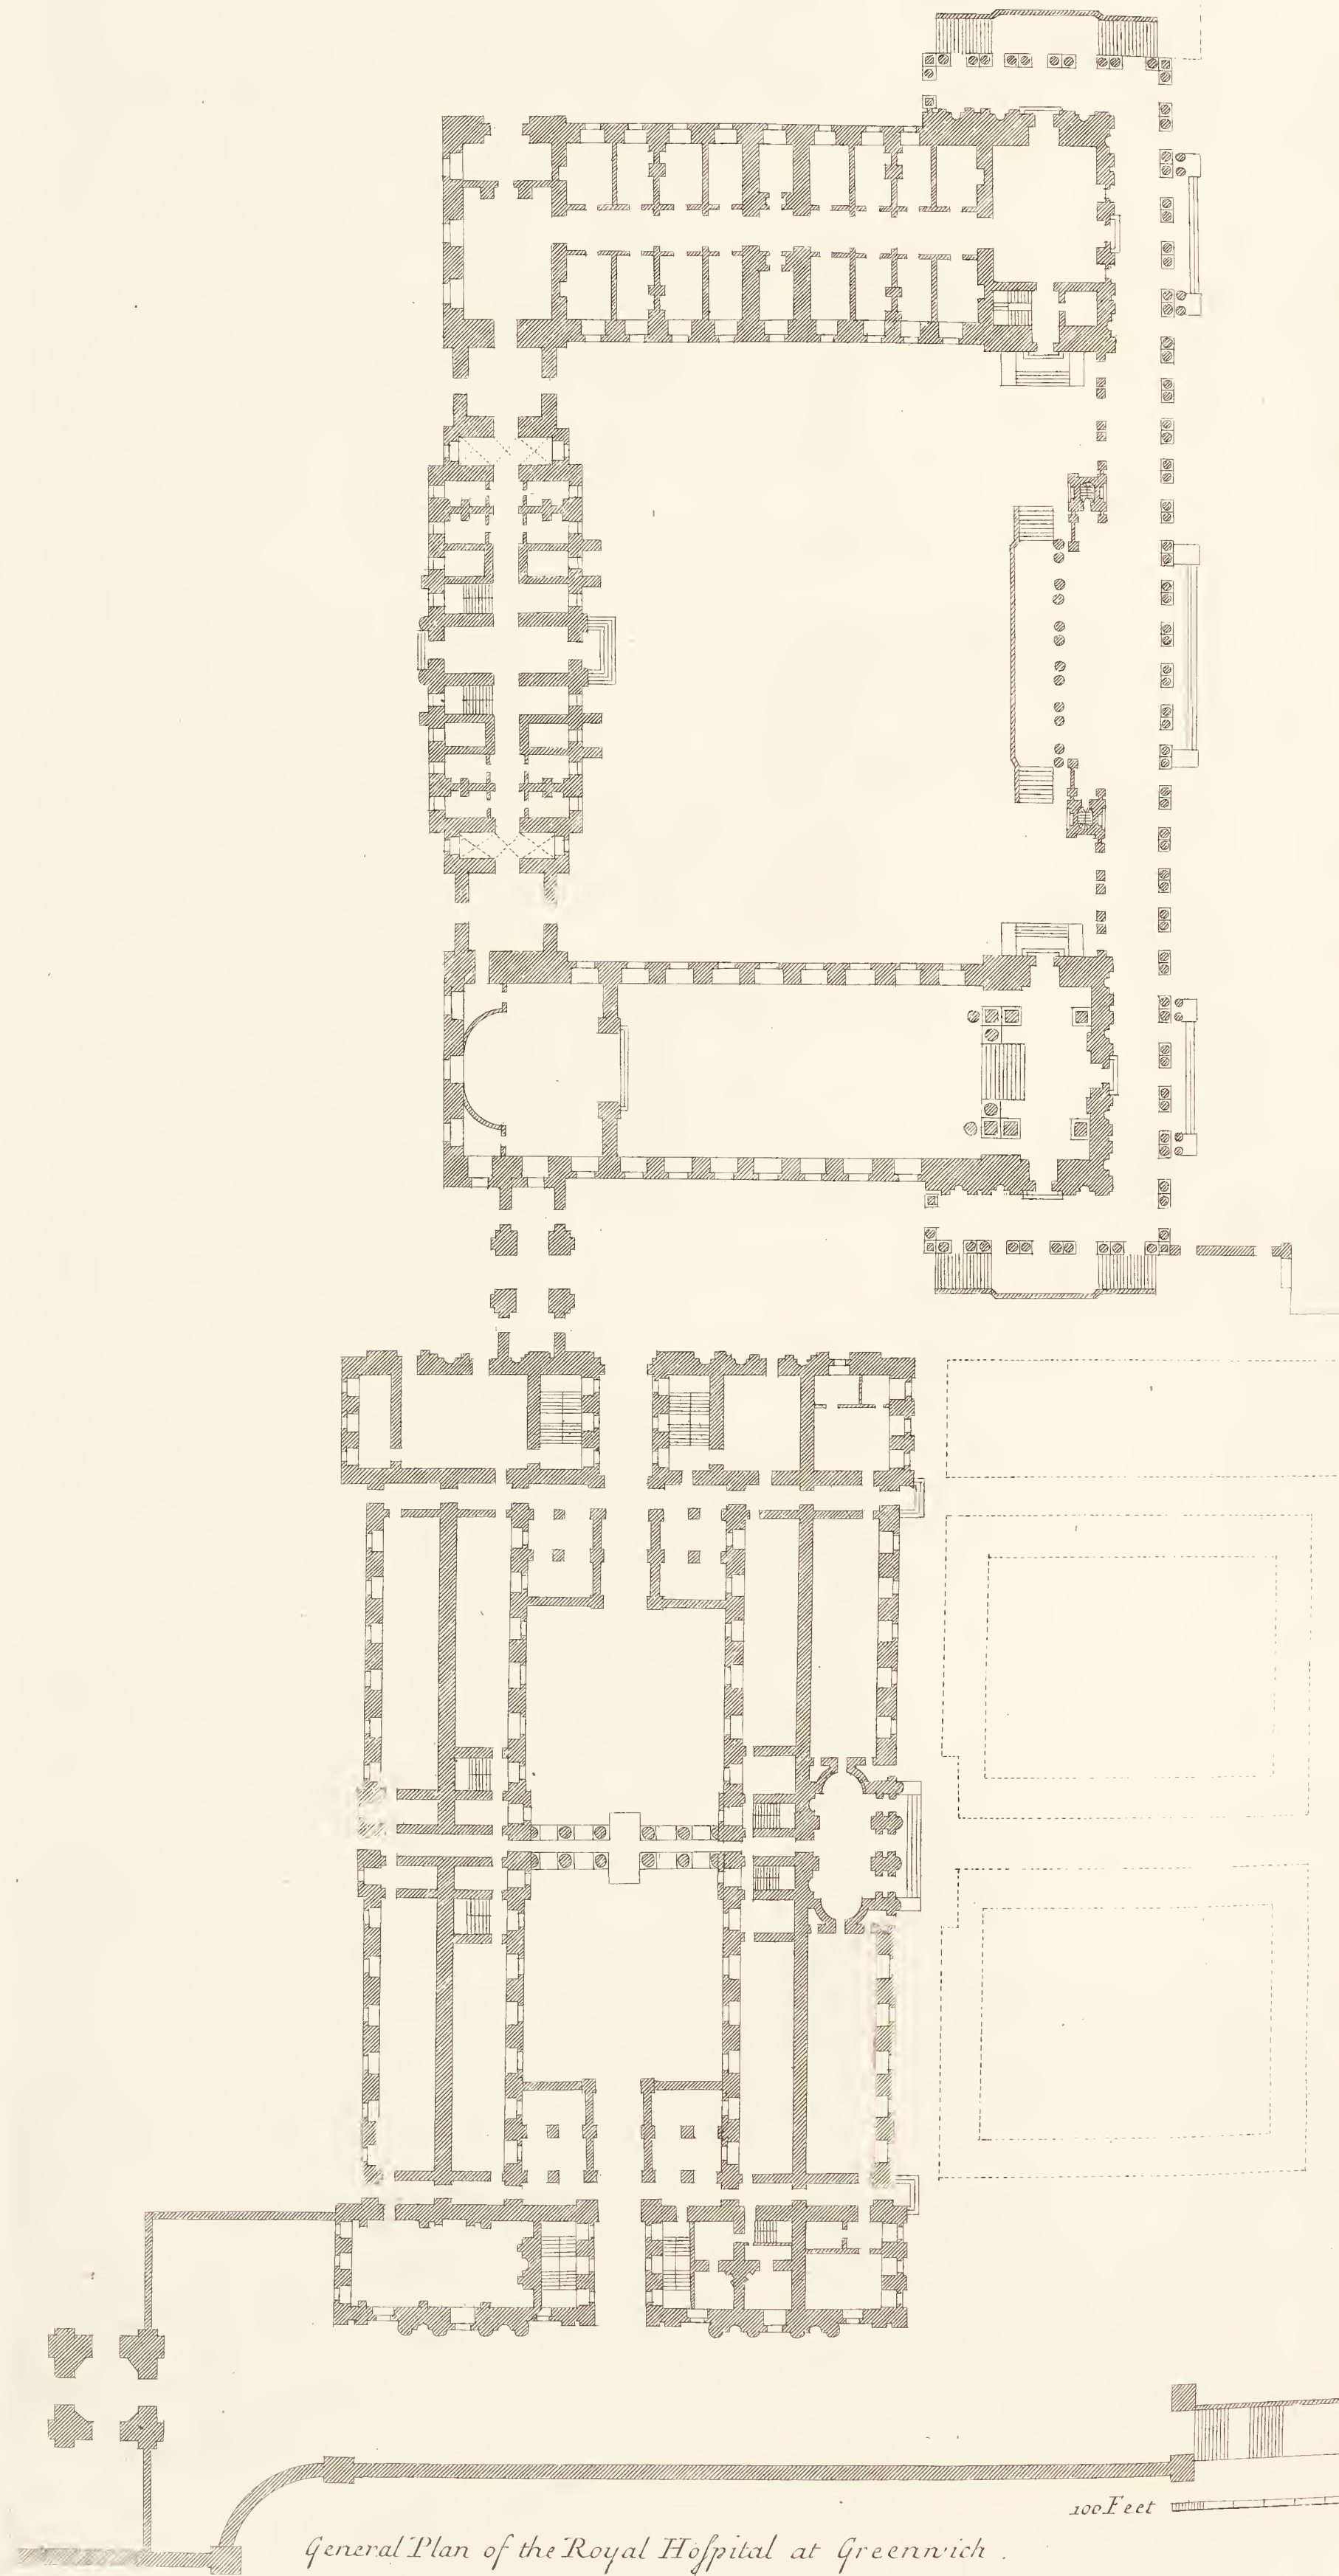 100 Feet
General Plan of the Royal Hoſpital at Greenwich .